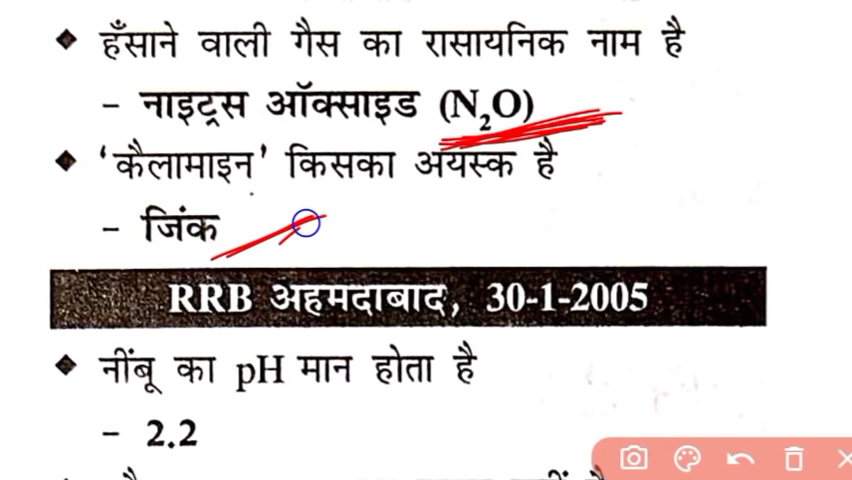 ◆ हँसाने वाली गैस का रासायनिक नाम है
– नाइट्रस ऑक्साइड (N₂O)
◆ ‘कैलामाइन’ किसका अयस्क है
– जिंक
RRB अहमदाबाद, 30-1-2005
◆ नींबू का pH मान होता है
– 2.2